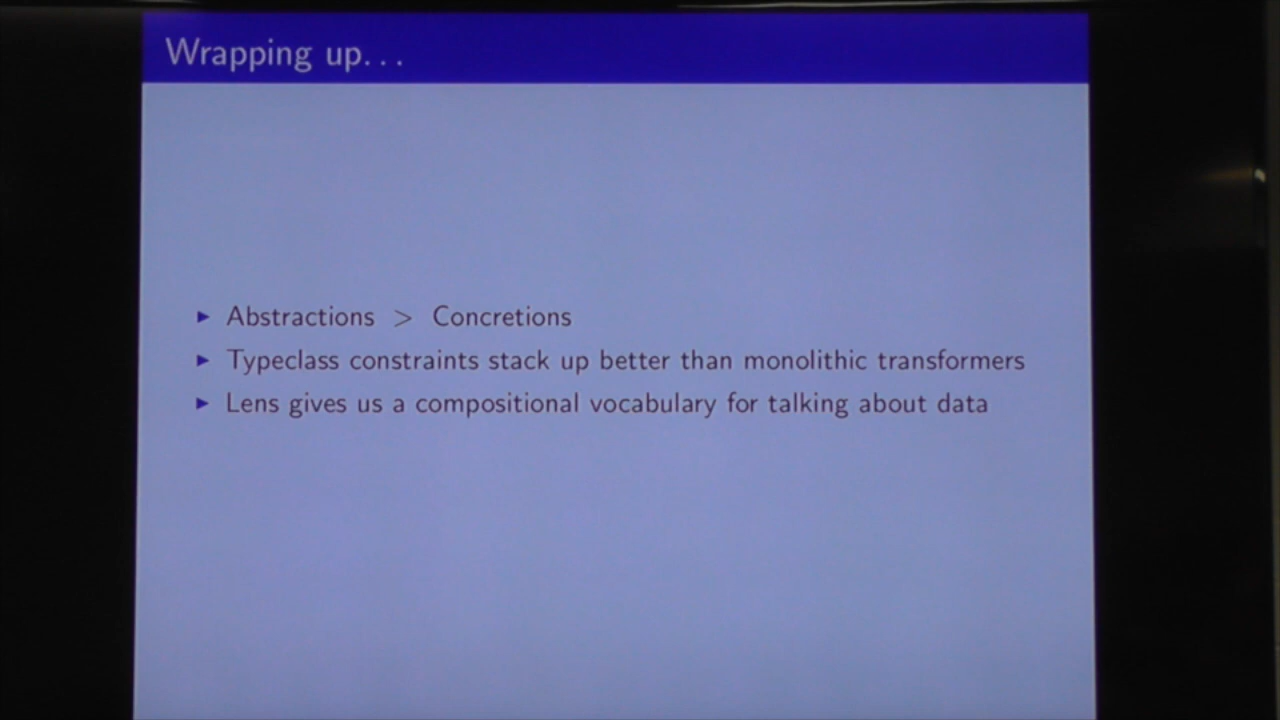 Wrapping up...
▶ Abstractions > Concretions
▶ Typeclass constraints stack up better than monolithic transformers
▶ Lens gives us a compositional vocabulary for talking about data